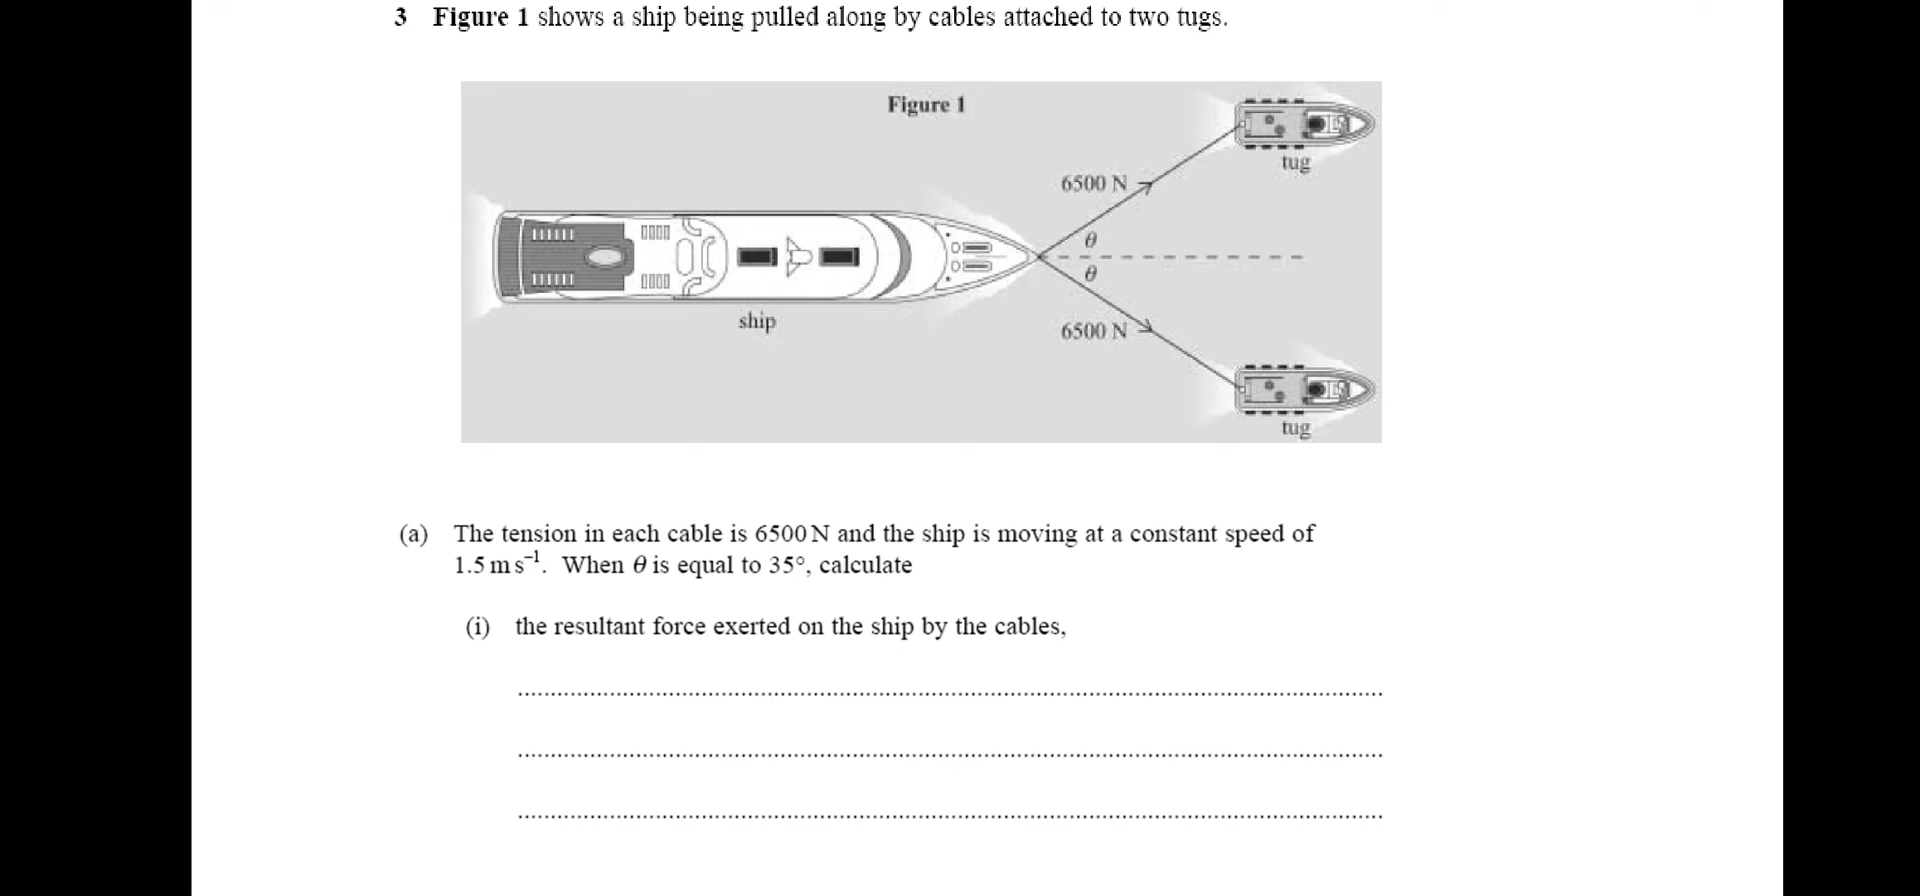 3 Figure 1 shows a ship being pulled along by cables attached to two tugs.
Figure 1
tug
6500 N
θ
θ
ship
6500 N
tug
(a) The tension in each cable is 6500 N and the ship is moving at a constant speed of
1.5 m s⁻¹. When θ is equal to 35°, calculate
(i) the resultant force exerted on the ship by the cables,